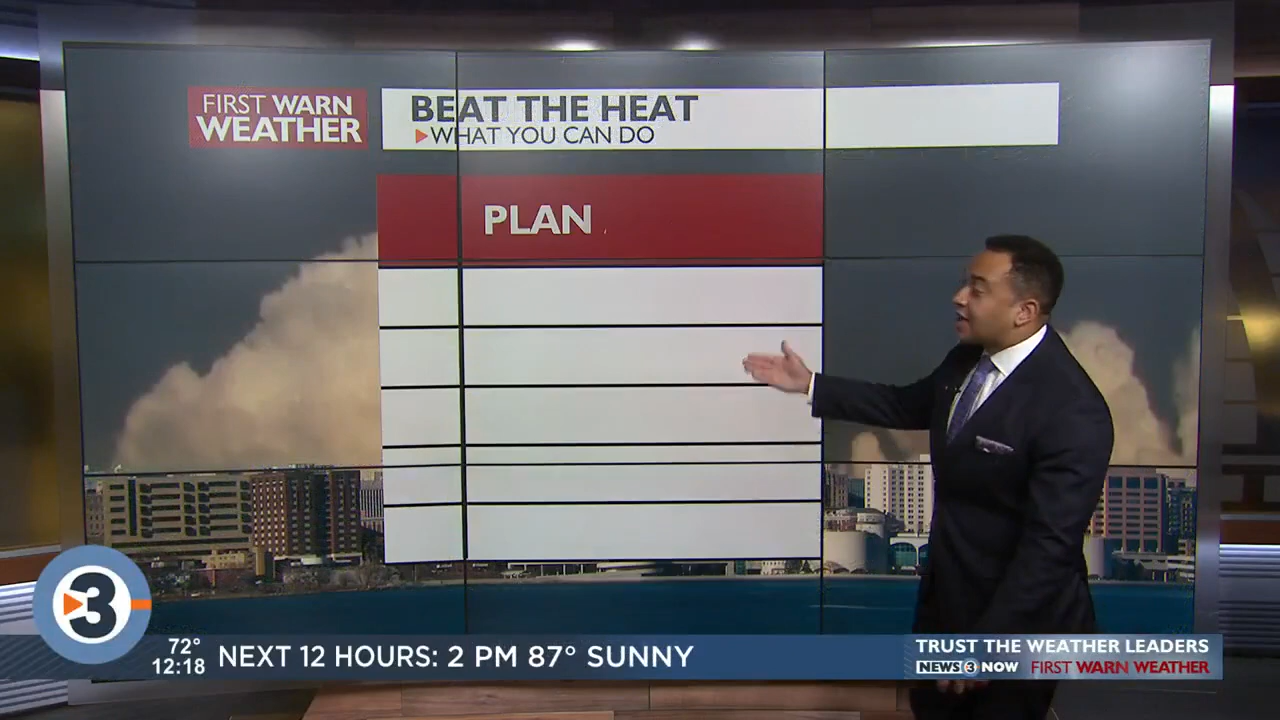 FIRST WARN
WEATHER
BEAT THE HEAT
WHAT YOU CAN DO
PLAN
3
72°
12:18
NEXT 12 HOURS: 2 PM 87° SUNNY
TRUST THE WEATHER LEADERS
NEWS 3 NOW FIRST WARN WEATHER